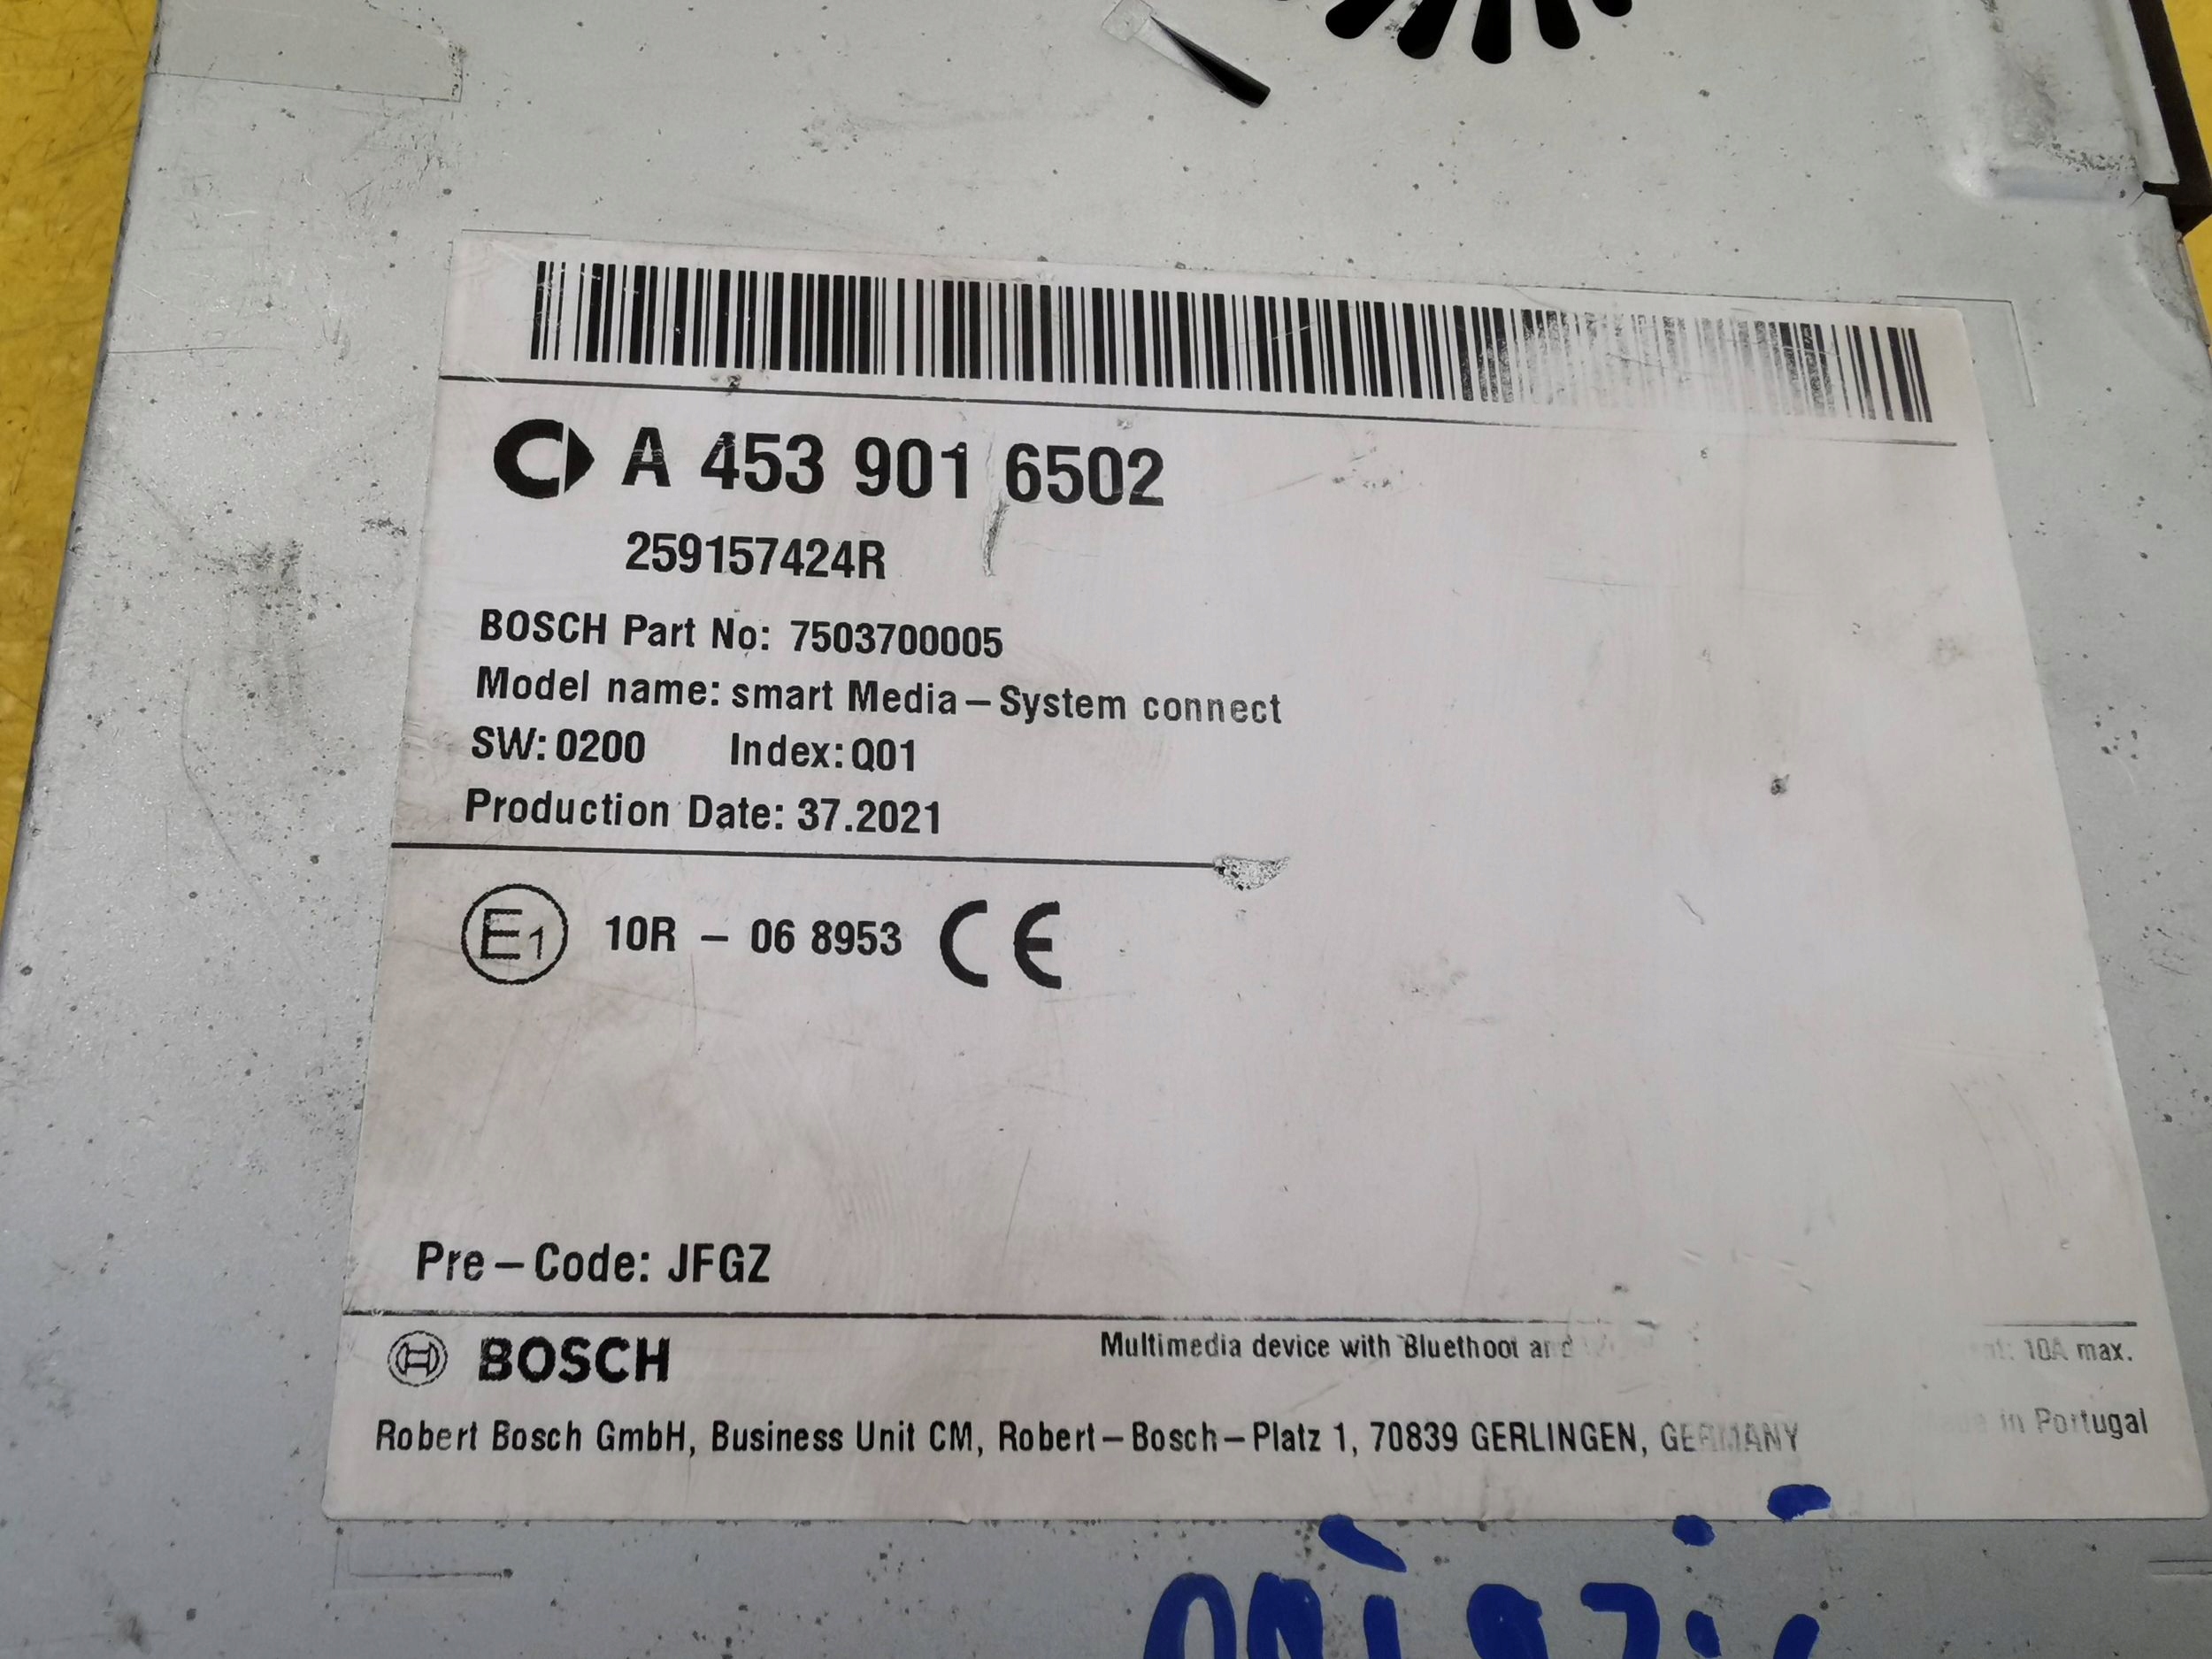 A 453 901 6502
259157424R
BOSCH Part No: 7503700005
Model name: smart Media-System connect
SW: 0200 Index: Q01
Production Date: 37.2021
E1 10R - 06 8953 CE
Pre-Code: JFGZ
BOSCH Multimedia device with Bluethoot and 10A max.
Robert Bosch GmbH, Business Unit CM, Robert-Bosch-Platz 1, 70839 GERLINGEN, GERMANY in Portugal